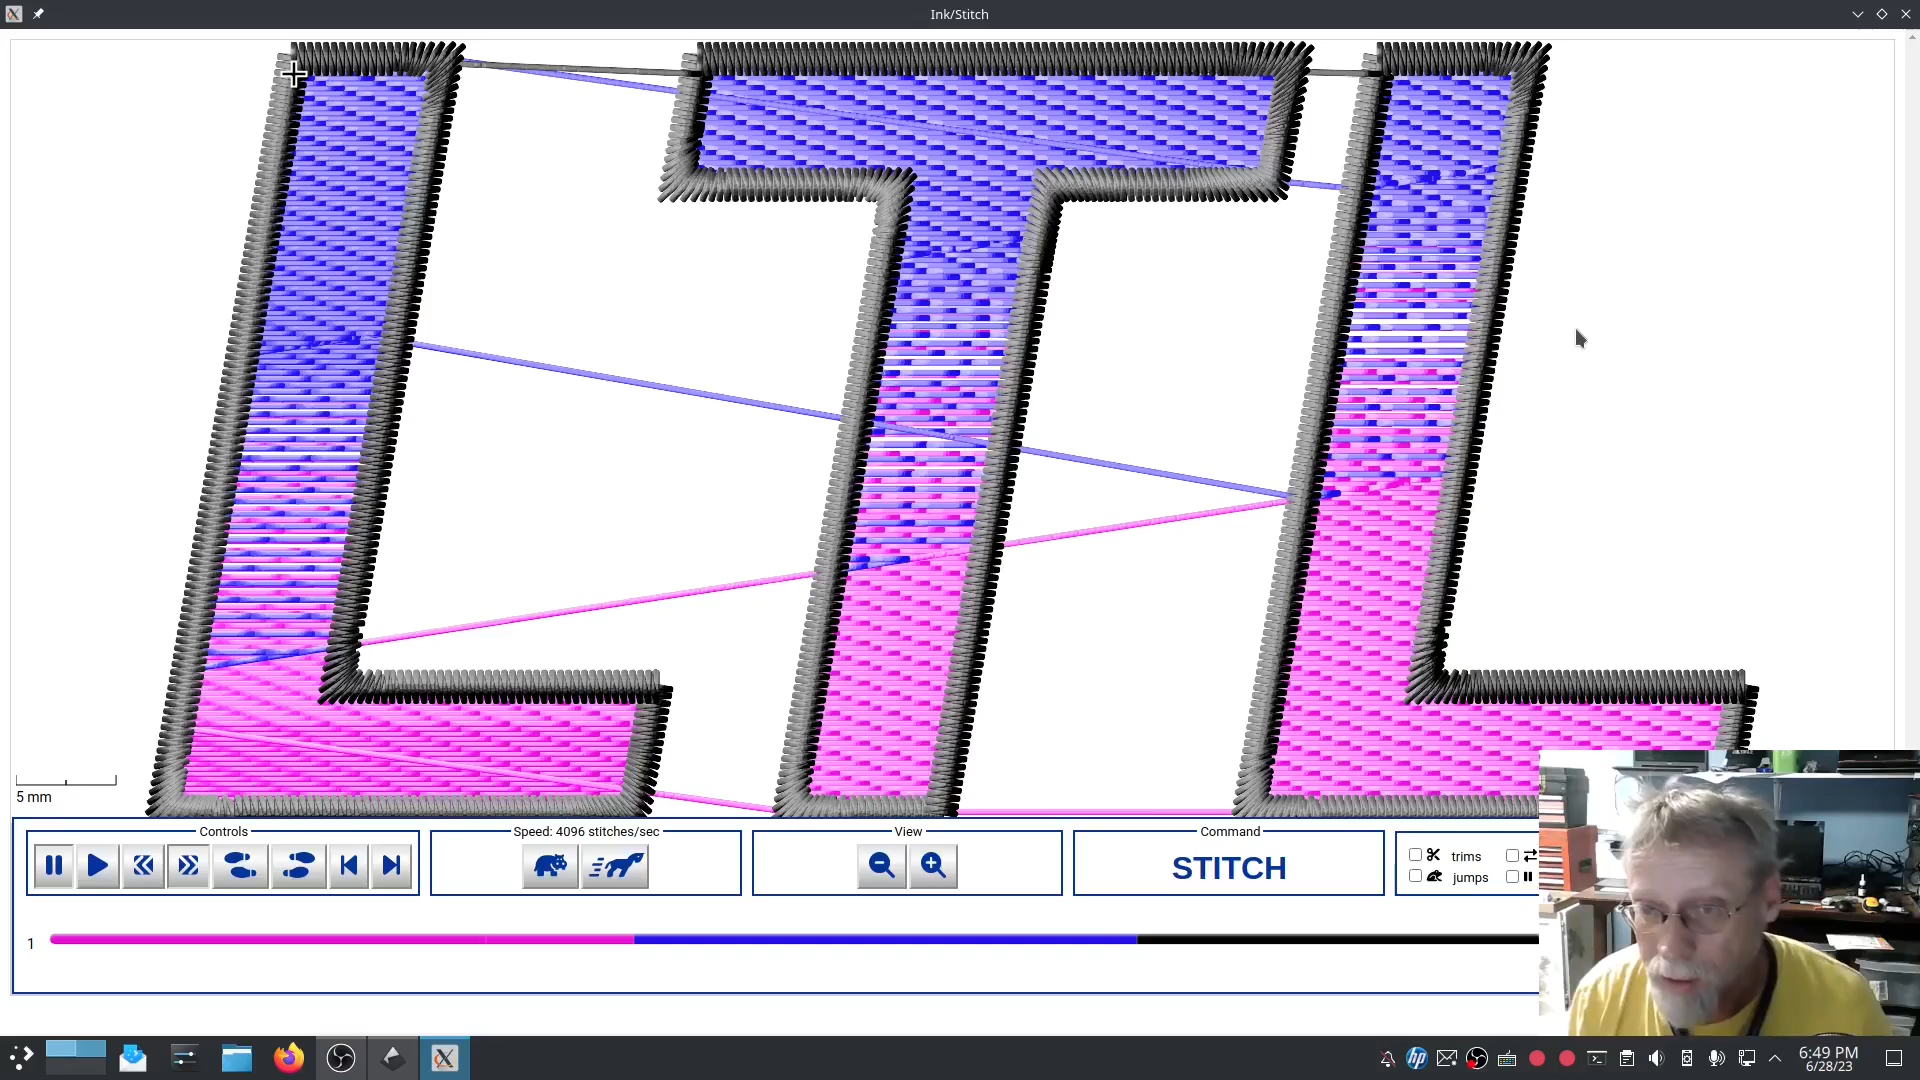 Ink/Stitch
LTL
5 mm
Controls
Speed: 4096 stitches/sec
View
Command
STITCH
trims
jumps
1
hp
6:49 PM
6/28/23